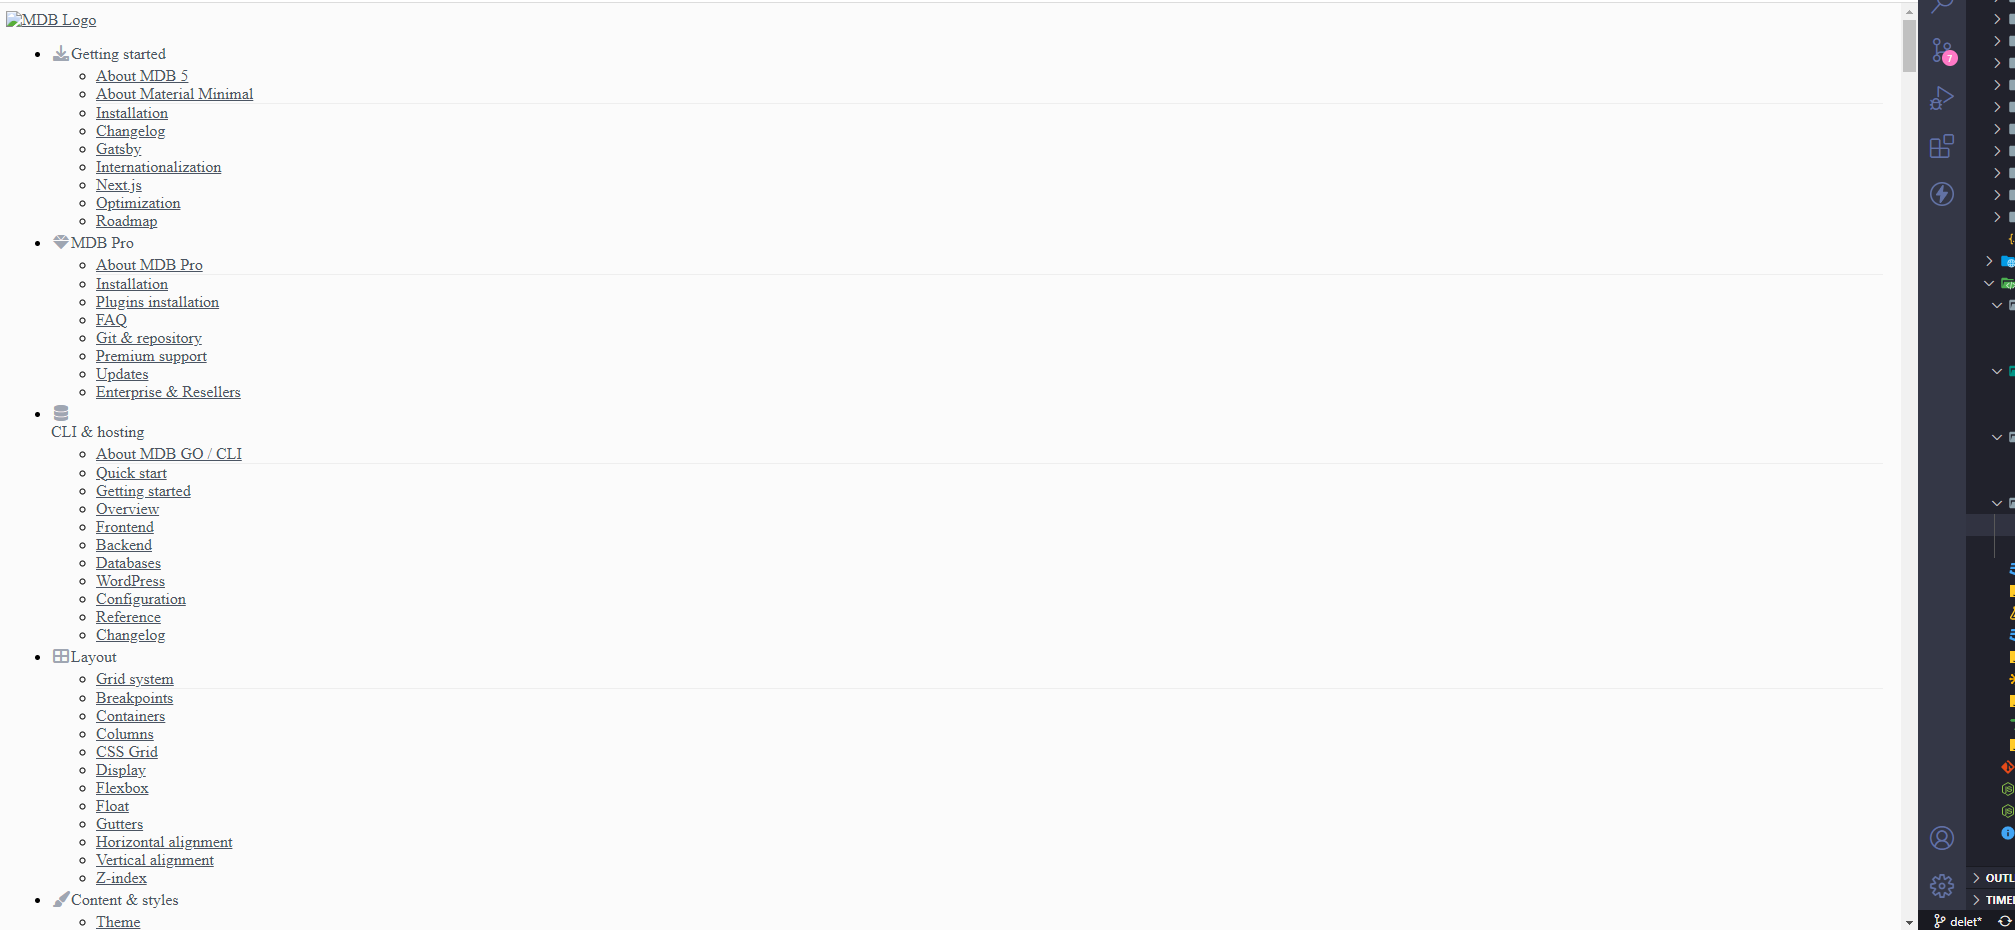 MDB Logo
Getting started
About MDB 5
About Material Minimal
Installation
Changelog
Gatsby
Internationalization
Next.js
Optimization
Roadmap
MDB Pro
About MDB Pro
Installation
Plugins installation
FAQ
Git & repository
Premium support
Updates
Enterprise & Resellers
CLI & hosting
About MDB GO / CLI
Quick start
Getting started
Overview
Frontend
Backend
Databases
WordPress
Configuration
Reference
Changelog
Layout
Grid system
Breakpoints
Containers
Columns
CSS Grid
Display
Flexbox
Float
Gutters
Horizontal alignment
Vertical alignment
Z-index
Content & styles
Theme
7
OUTL
TIME
delet*